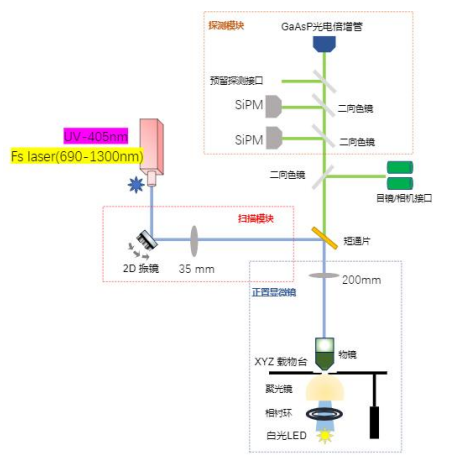 探测模块
GaAsP光电倍增管
预留探测接口
SiPM
二向色镜
SiPM
二向色镜
UV-405nm
Fs laser(690-1300nm)
二向色镜
目镜/相机接口
扫描模块
短通片
2D 振镜
35 mm
200mm
正置显微镜
物镜
XYZ 载物台
聚光镜
相衬环
白光LED